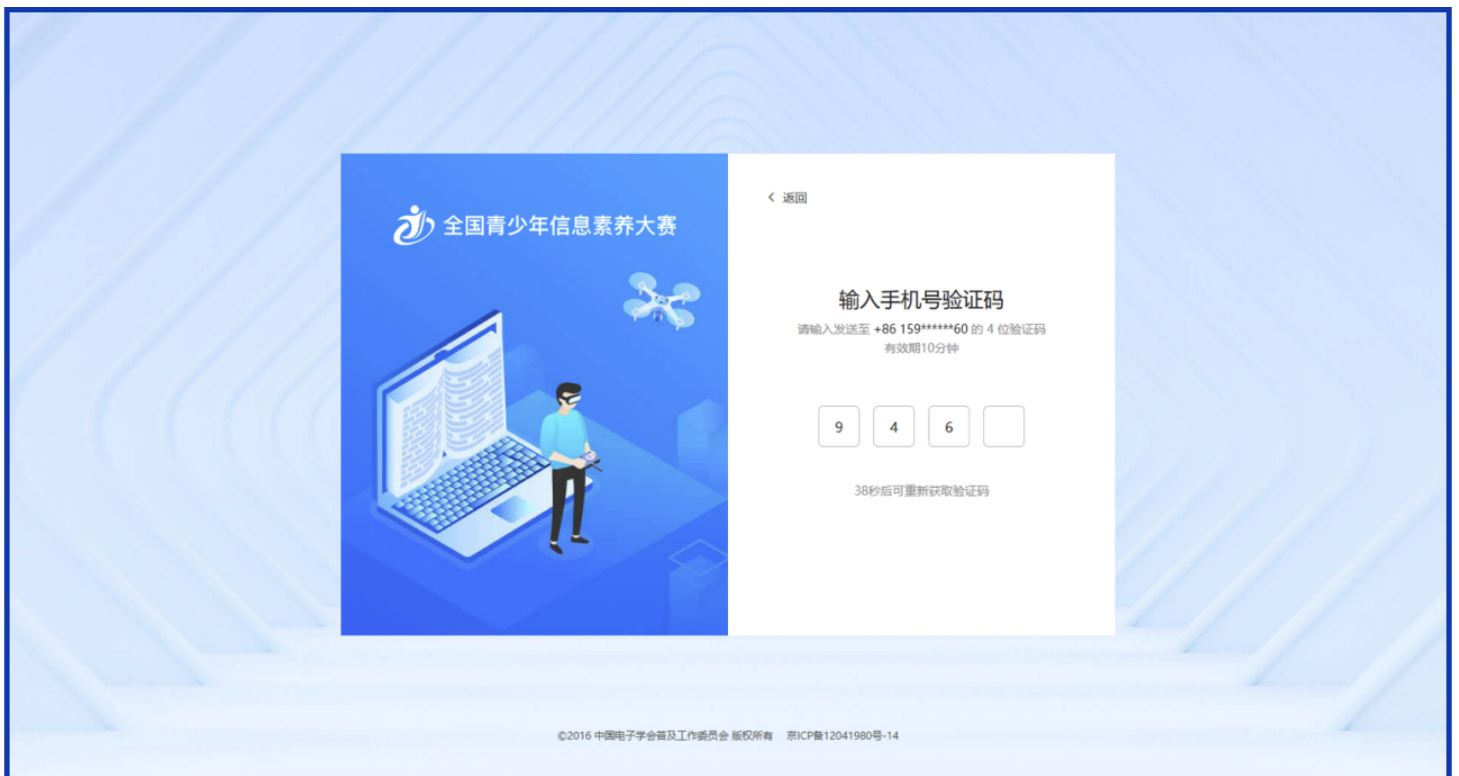 全国青少年信息素养大赛
< 返回
输入手机号验证码
请输入发送至 +86 159******60 的 4 位验证码
有效期10分钟
9 4 6
38秒后可重新获取验证码
©2016 中国电子学会普及工作委员会 版权所有 京ICP备12041980号-14